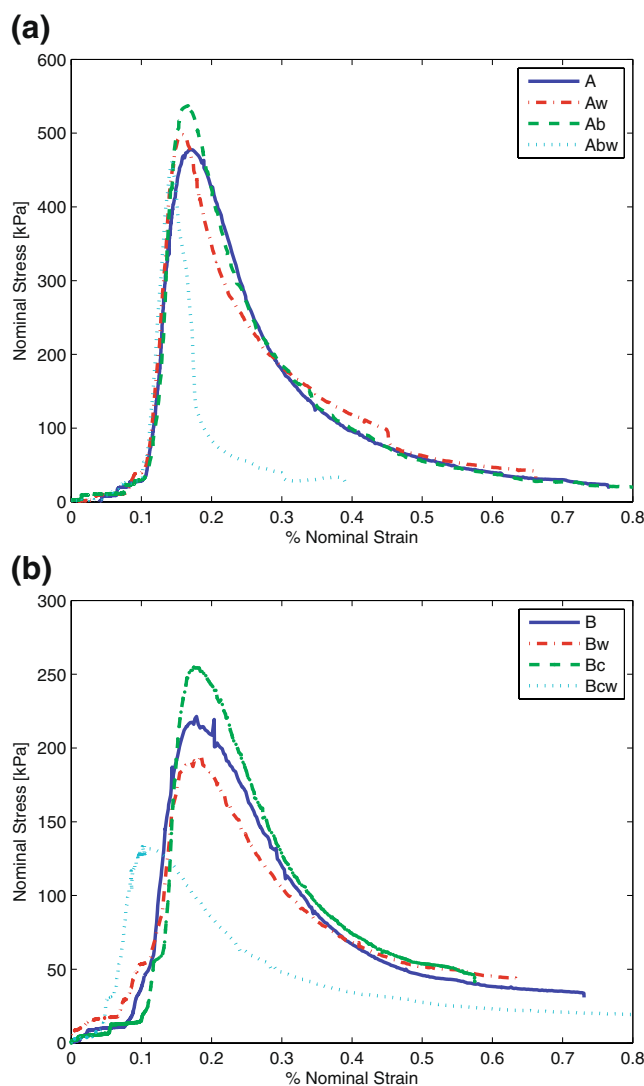 (a)
600
500
400
300
200
100
0
Nominal Stress [kPa]
A
Aw
Ab
Abw
0 0.1 0.2 0.3 0.4 0.5 0.6 0.7 0.8
% Nominal Strain
(b)
300
250
200
150
100
50
0
Nominal Stress [kPa]
B
Bw
Bc
Bcw
0 0.1 0.2 0.3 0.4 0.5 0.6 0.7 0.8
% Nominal Strain